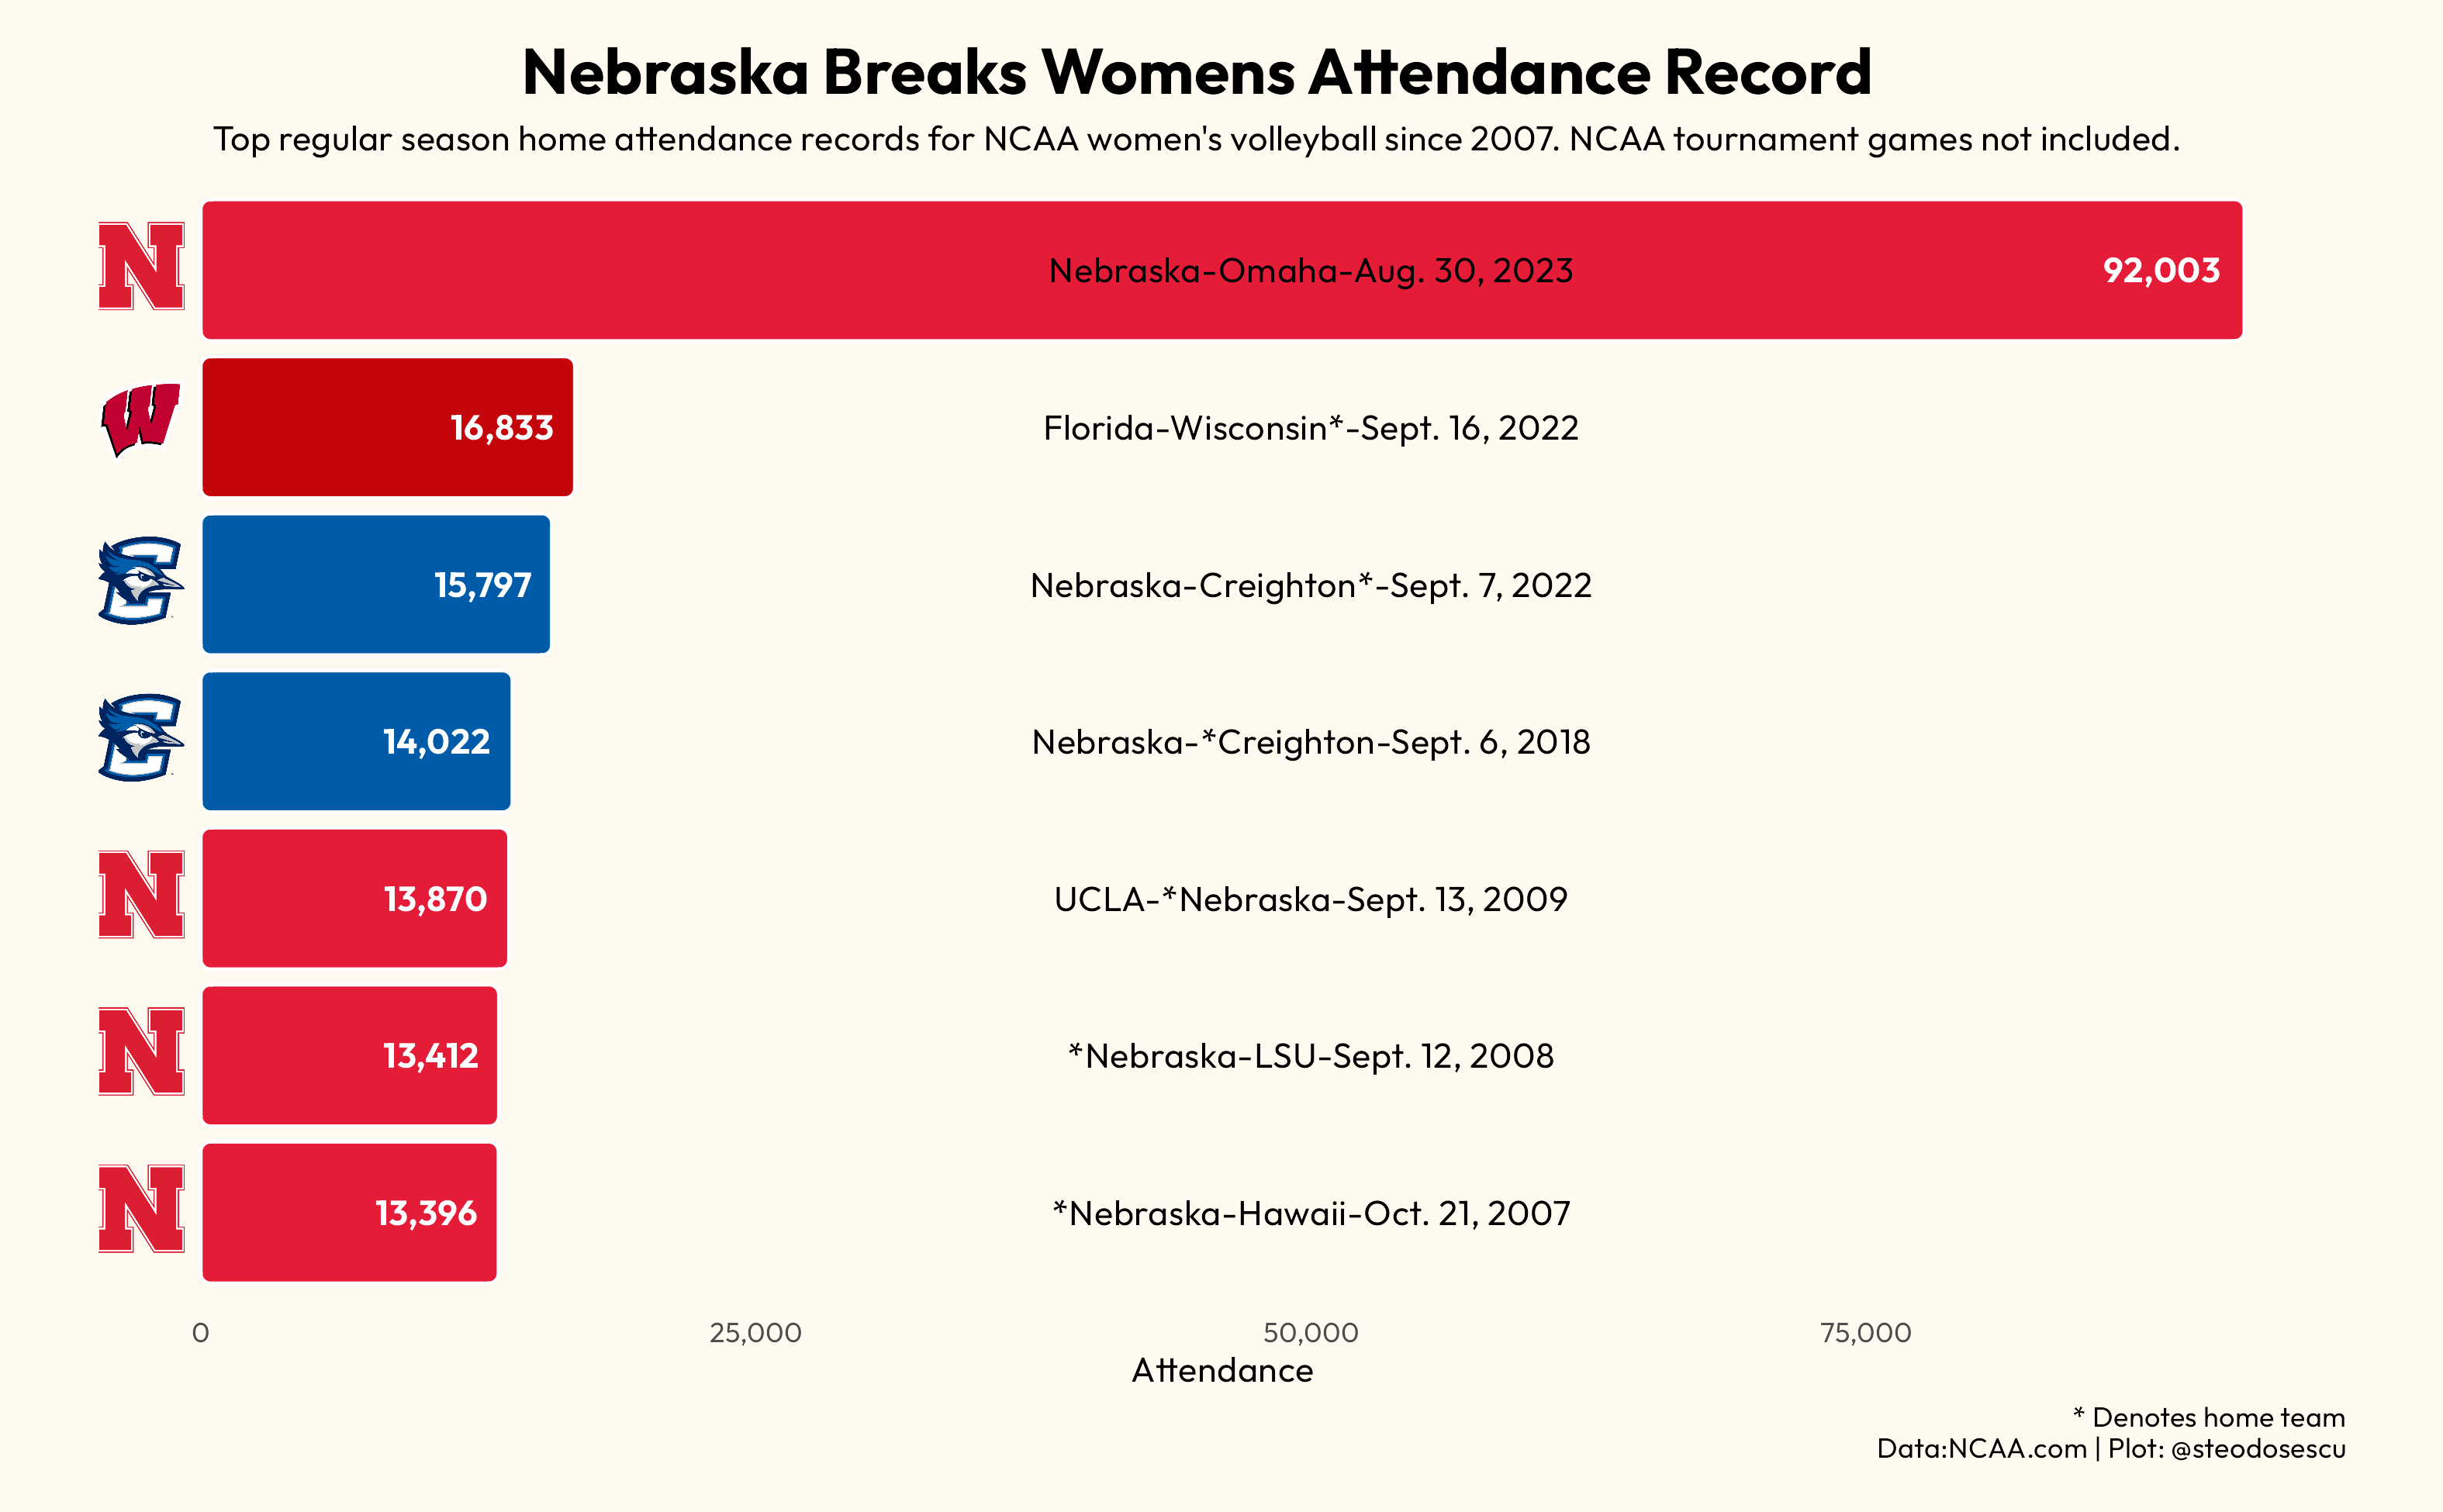 Nebraska Breaks Womens Attendance Record
Top regular season home attendance records for NCAA women's volleyball since 2007. NCAA tournament games not included.
N Nebraska-Omaha-Aug. 30, 2023 92,003
W 16,833 Florida-Wisconsin*-Sept. 16, 2022
C 15,797 Nebraska-Creighton*-Sept. 7, 2022
C 14,022 Nebraska-*Creighton-Sept. 6, 2018
N 13,870 UCLA-*Nebraska-Sept. 13, 2009
N 13,412 *Nebraska-LSU-Sept. 12, 2008
N 13,396 *Nebraska-Hawaii-Oct. 21, 2007
0 25,000 50,000 75,000
Attendance
* Denotes home team
Data:NCAA.com | Plot: @steodosescu